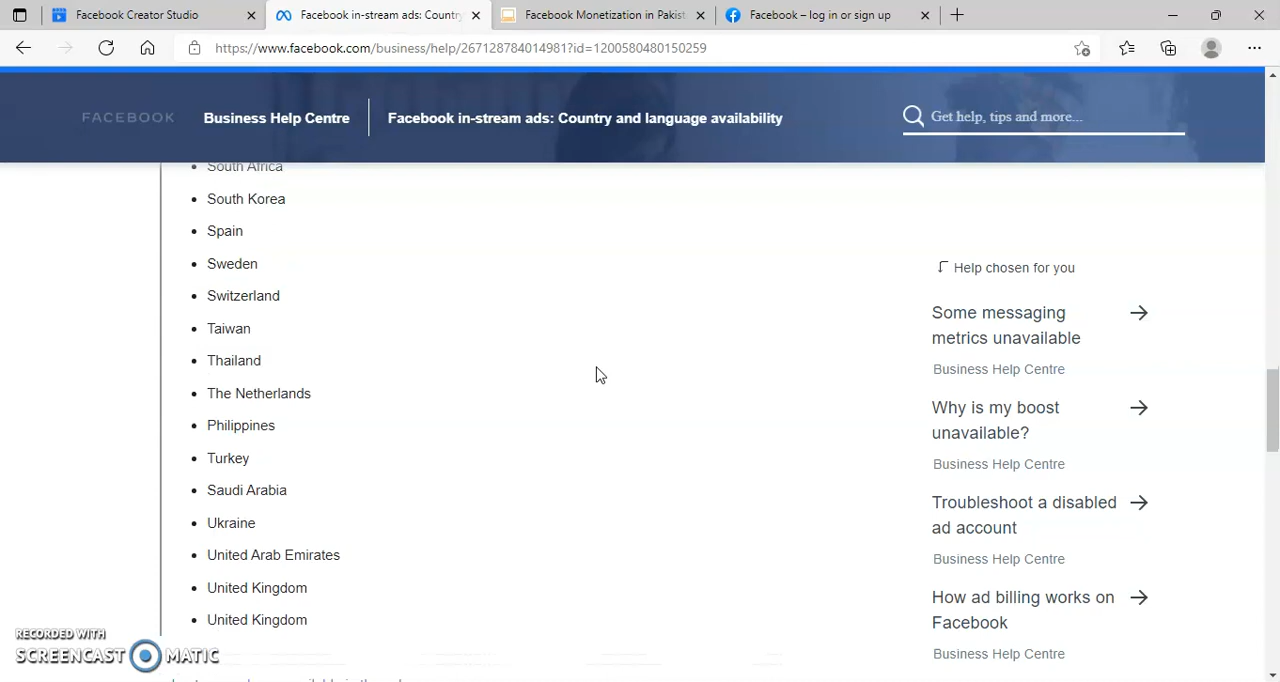 Facebook Creator Studio
Facebook in-stream ads: Countr
Facebook Monetization in Pakist
Facebook – log in or sign up
https://www.facebook.com/business/help/267128784014981?id=1200580480150259
FACEBOOK
Business Help Centre
Facebook in-stream ads: Country and language availability
Get help, tips and more...
South Africa
South Korea
Spain
Sweden
Switzerland
Taiwan
Thailand
The Netherlands
Philippines
Turkey
Saudi Arabia
Ukraine
United Arab Emirates
United Kingdom
United Kingdom
Help chosen for you
Some messaging
metrics unavailable
Business Help Centre
Why is my boost
unavailable?
Business Help Centre
Troubleshoot a disabled
ad account
Business Help Centre
How ad billing works on
Facebook
Business Help Centre
RECORDED WITH
SCREENCAST MATIC